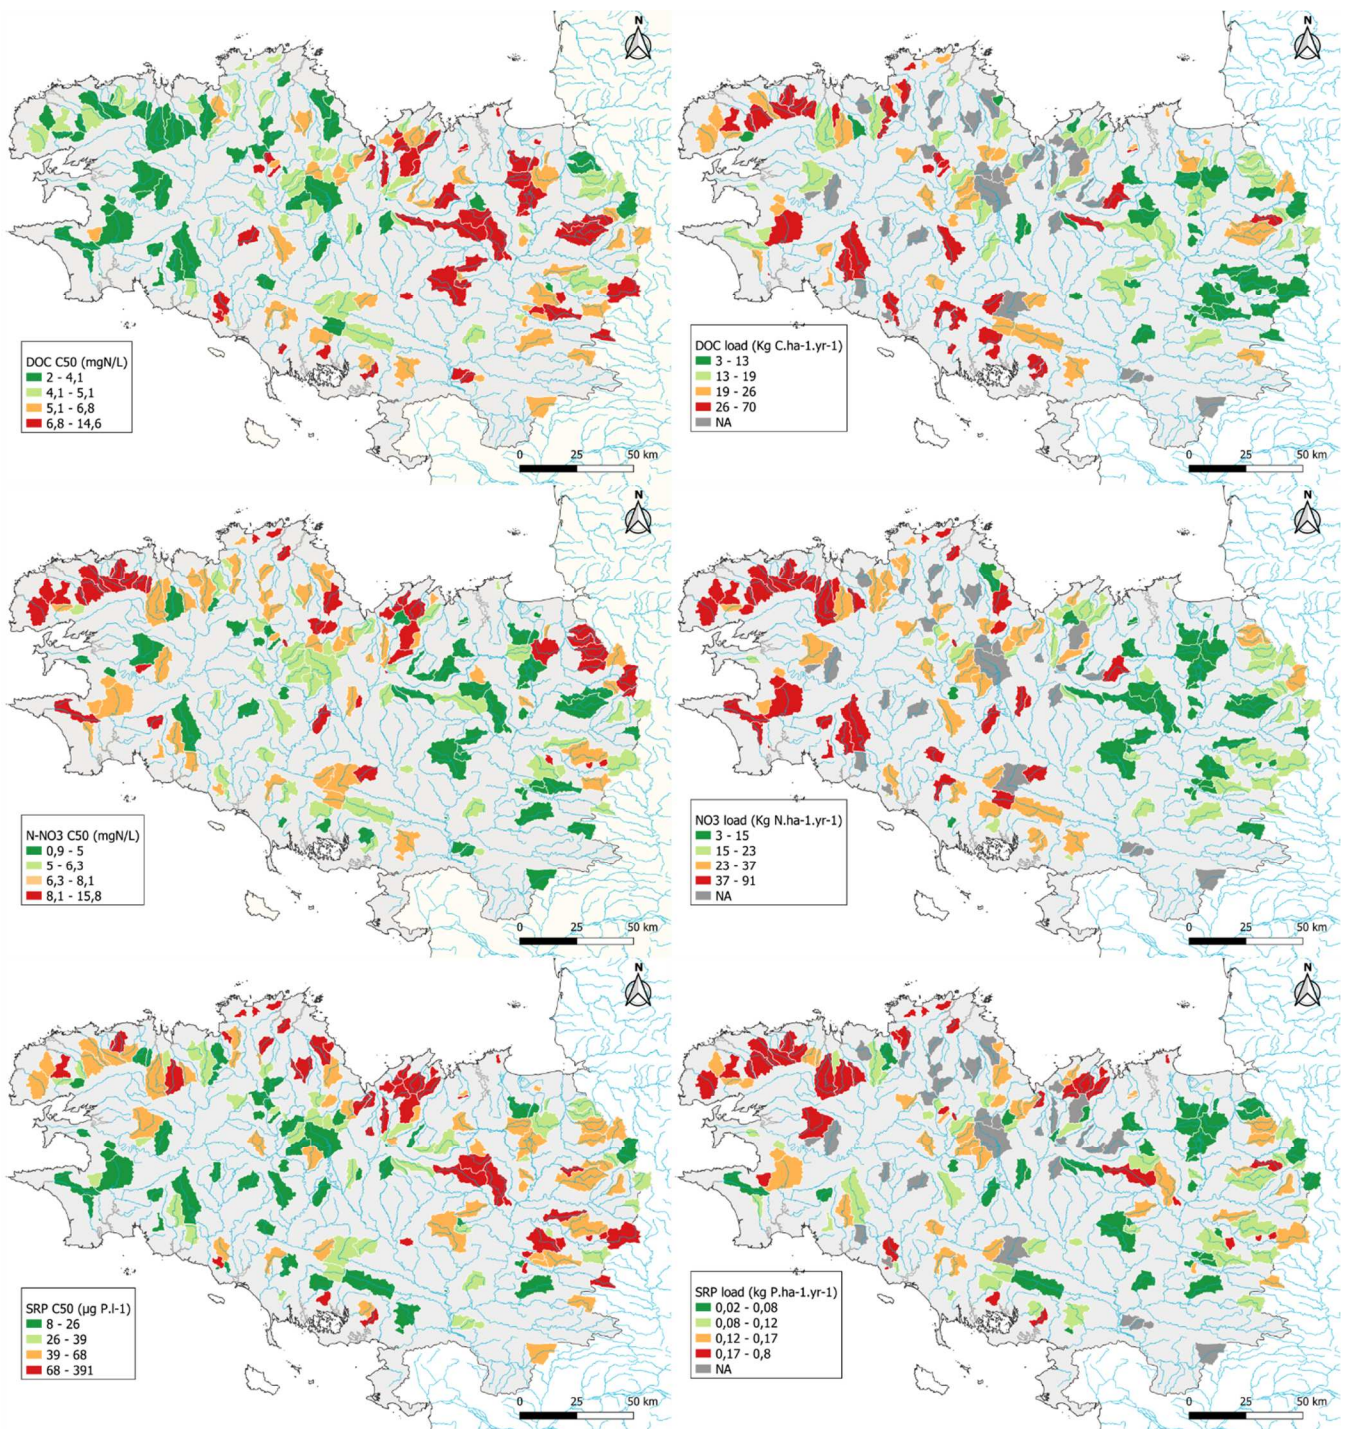 N
DOC C50 (mgN/L)
2 - 4,1
4,1 - 5,1
5,1 - 6,8
6,8 - 14,6
0 25 50 km
N
DOC load (Kg C.ha-1.yr-1)
3 - 13
13 - 19
19 - 26
26 - 70
NA
0 25 50 km
N
N-NO3 C50 (mgN/L)
0,9 - 5
5 - 6,3
6,3 - 8,1
8,1 - 15,8
0 25 50 km
N
NO3 load (Kg N.ha-1.yr-1)
3 - 15
15 - 23
23 - 37
37 - 91
NA
0 25 50 km
N
SRP C50 (µg P.l-1)
8 - 26
26 - 39
39 - 68
68 - 391
0 25 50 km
N
SRP load (kg P.ha-1.yr-1)
0,02 - 0,08
0,08 - 0,12
0,12 - 0,17
0,17 - 0,8
NA
0 25 50 km